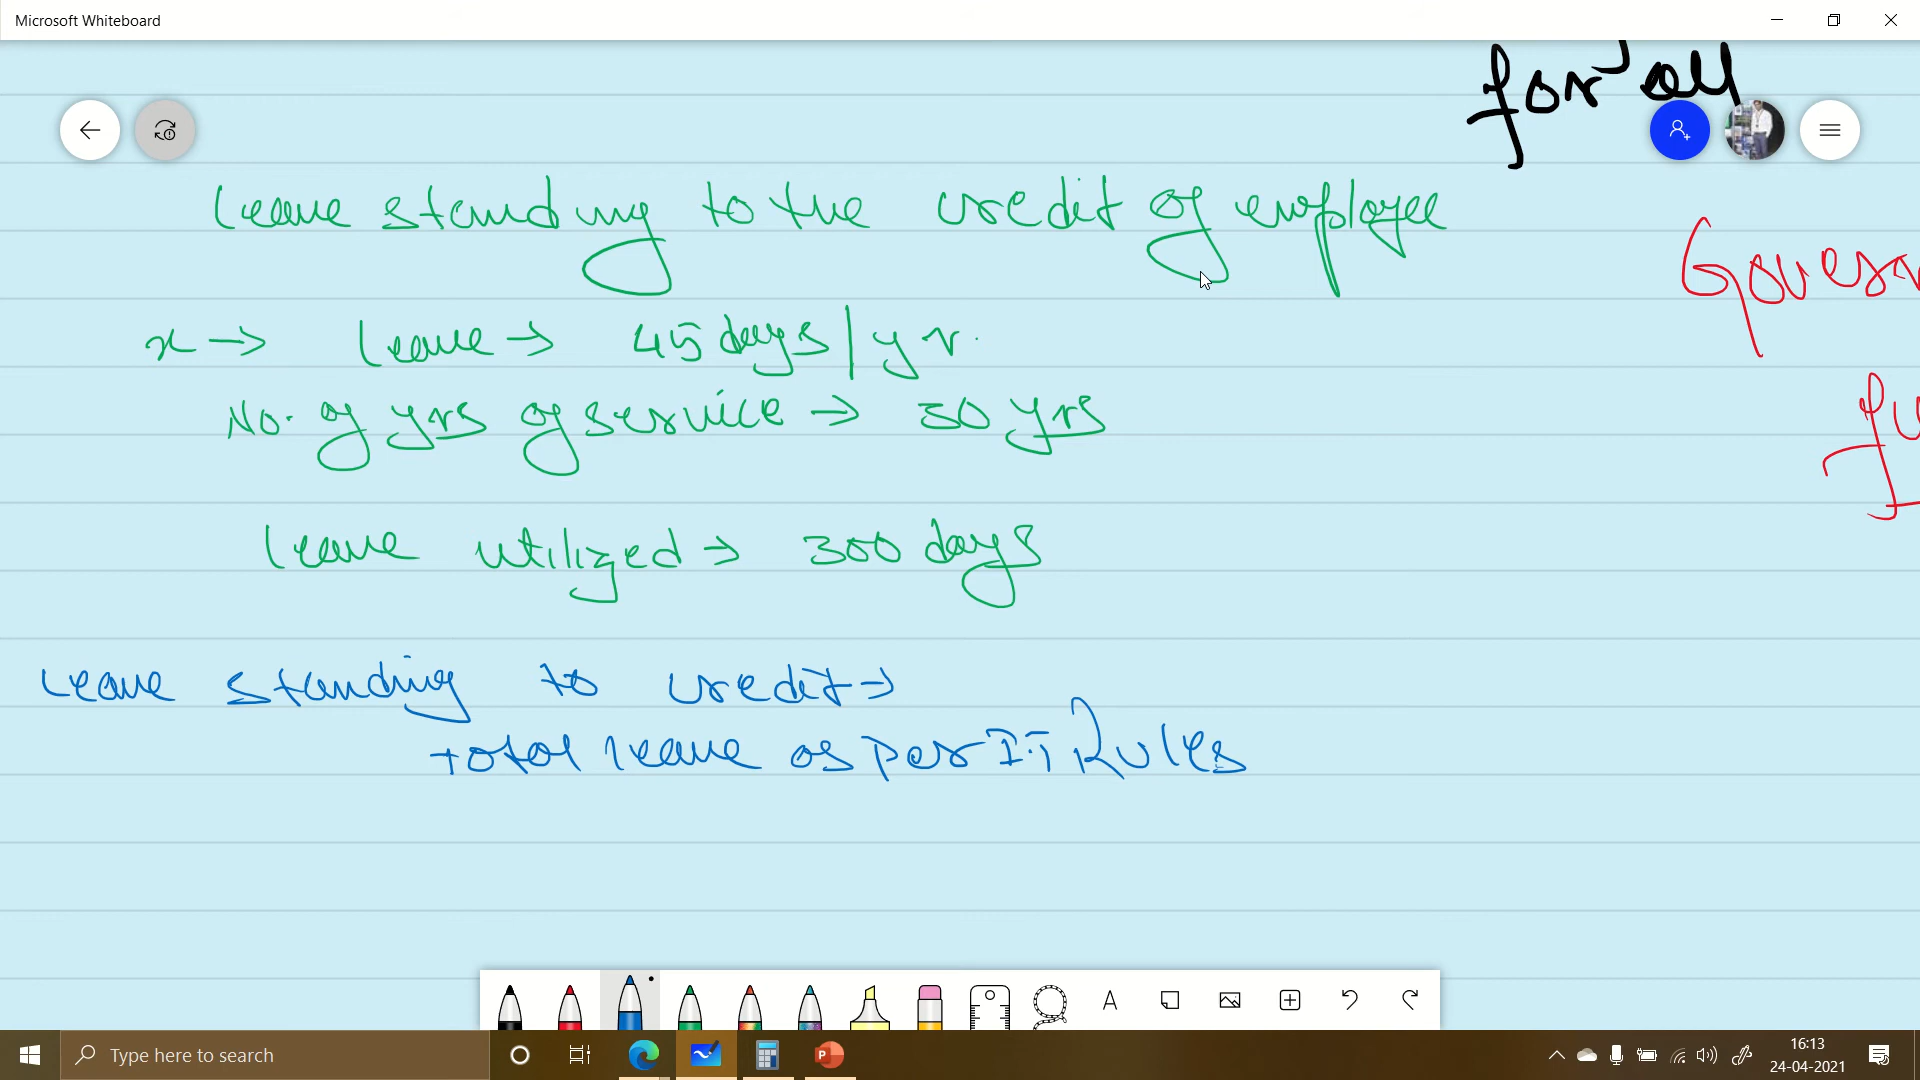 Microsoft Whiteboard
for all
Leave standing to the credit of employee
x → Leave → 45 days/yr.
No. of yrs of service → 30 yrs
Leave utilized → 300 days
Leave standing to credit →
total leave as per I.T Rules
Type here to search
16:13
24-04-2021